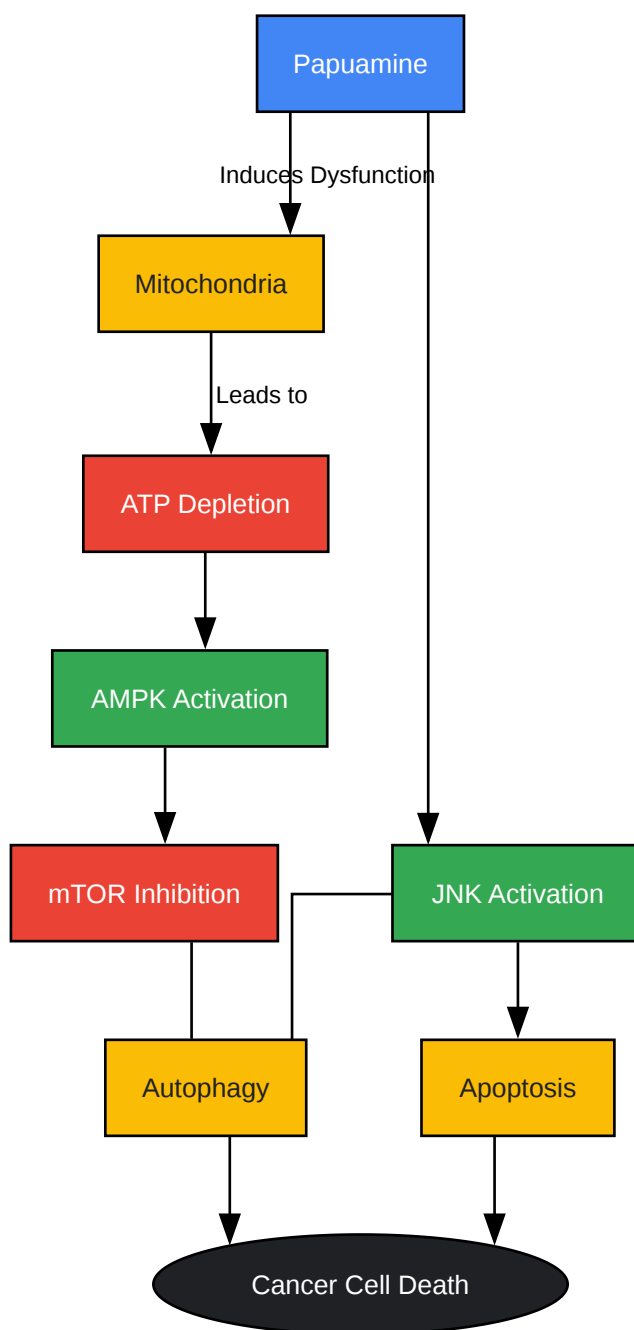 Papuamine
Induces Dysfunction
Mitochondria
Leads to
ATP Depletion
AMPK Activation
mTOR Inhibition
JNK Activation
Autophagy
Apoptosis
Cancer Cell Death